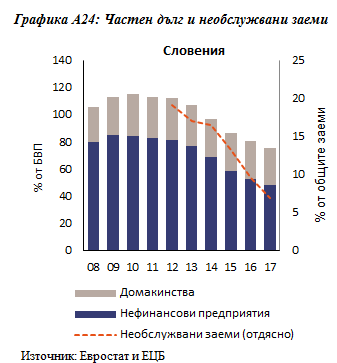 Графика А24: Частен дълг и необслужвани заеми
Словения
% от БВП
140
120
100
80
60
40
20
0
25
20
15
10
5
0
% от общите заеми
08 09 10 11 12 13 14 15 16 17
Домакинства
Нефинансови предприятия
Необслужвани заеми (отдясно)
Източник: Евростат и ЕЦБ